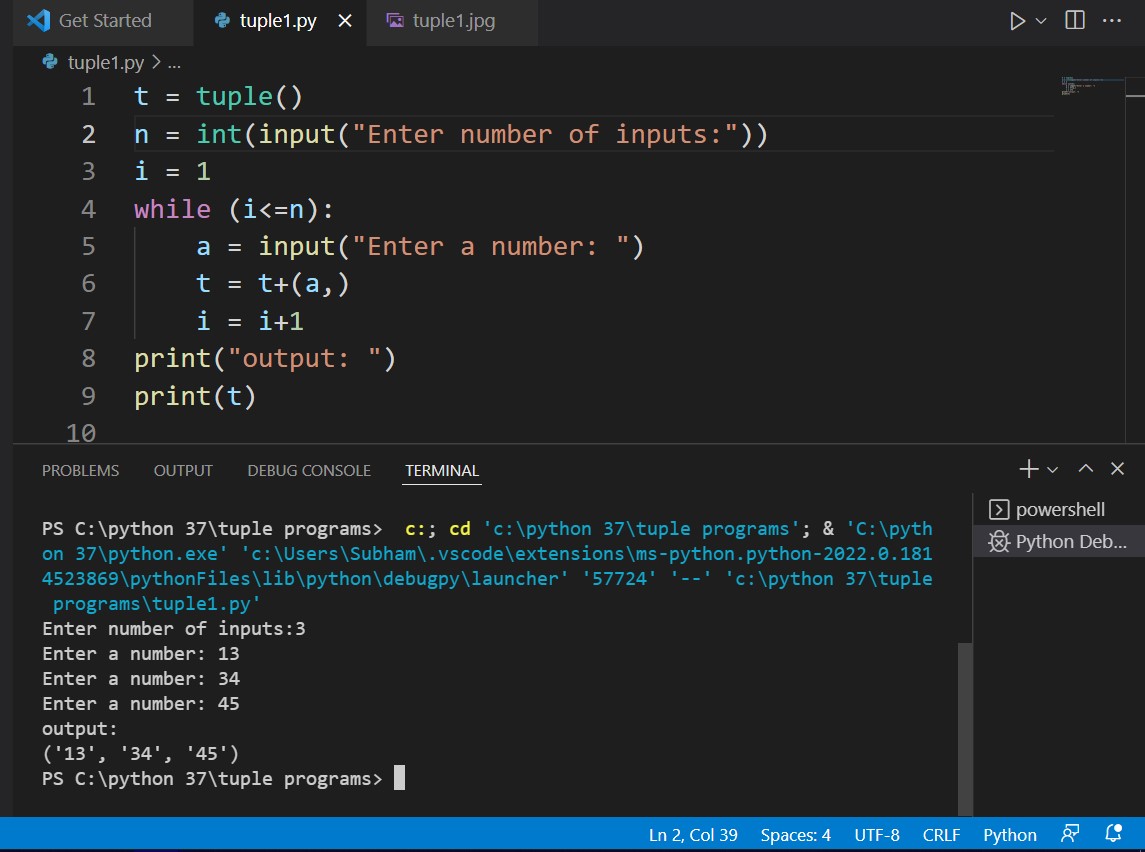 Get Started tuple1.py tuple1.jpg
tuple1.py > ...
1 t = tuple()
2 n = int(input("Enter number of inputs:"))
3 i = 1
4 while (i<=n):
5     a = input("Enter a number: ")
6     t = t+(a,)
7     i = i+1
8 print("output: ")
9 print(t)
10
PROBLEMS OUTPUT DEBUG CONSOLE TERMINAL
powershell
Python Deb...
PS C:\python 37\tuple programs>  c:; cd 'c:\python 37\tuple programs'; & 'C:\pyth
on 37\python.exe' 'c:\Users\Subham\.vscode\extensions\ms-python.python-2022.0.181
4523869\pythonFiles\lib\python\debugpy\launcher' '57724' '--' 'c:\python 37\tuple
 programs\tuple1.py'
Enter number of inputs:3
Enter a number: 13
Enter a number: 34
Enter a number: 45
output:
('13', '34', '45')
PS C:\python 37\tuple programs>
Ln 2, Col 39 Spaces: 4 UTF-8 CRLF Python